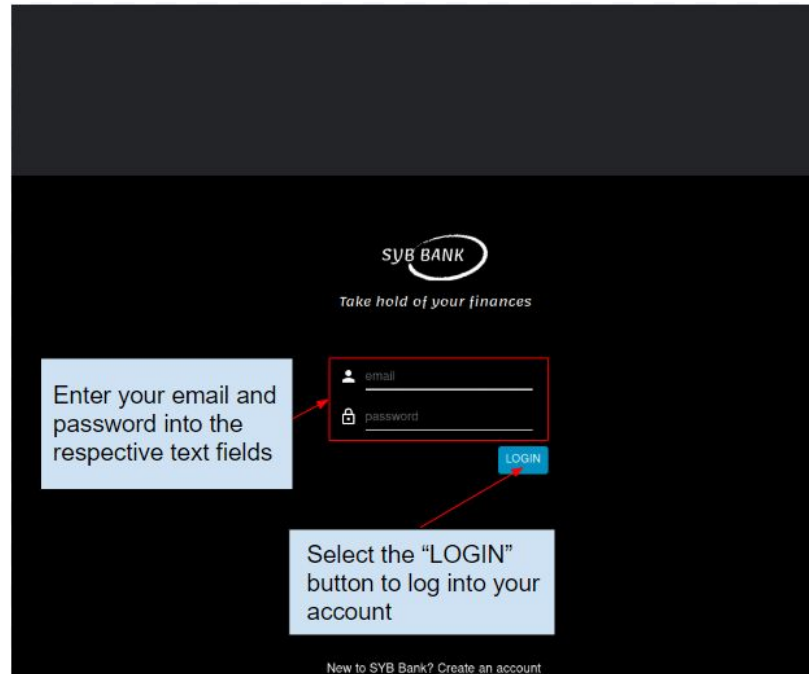 SYB BANK
Take hold of your finances
email
Enter your email and
password into the
respective text fields
password
LOGIN
Select the “LOGIN”
button to log into your
account
New to SYB Bank? Create an account